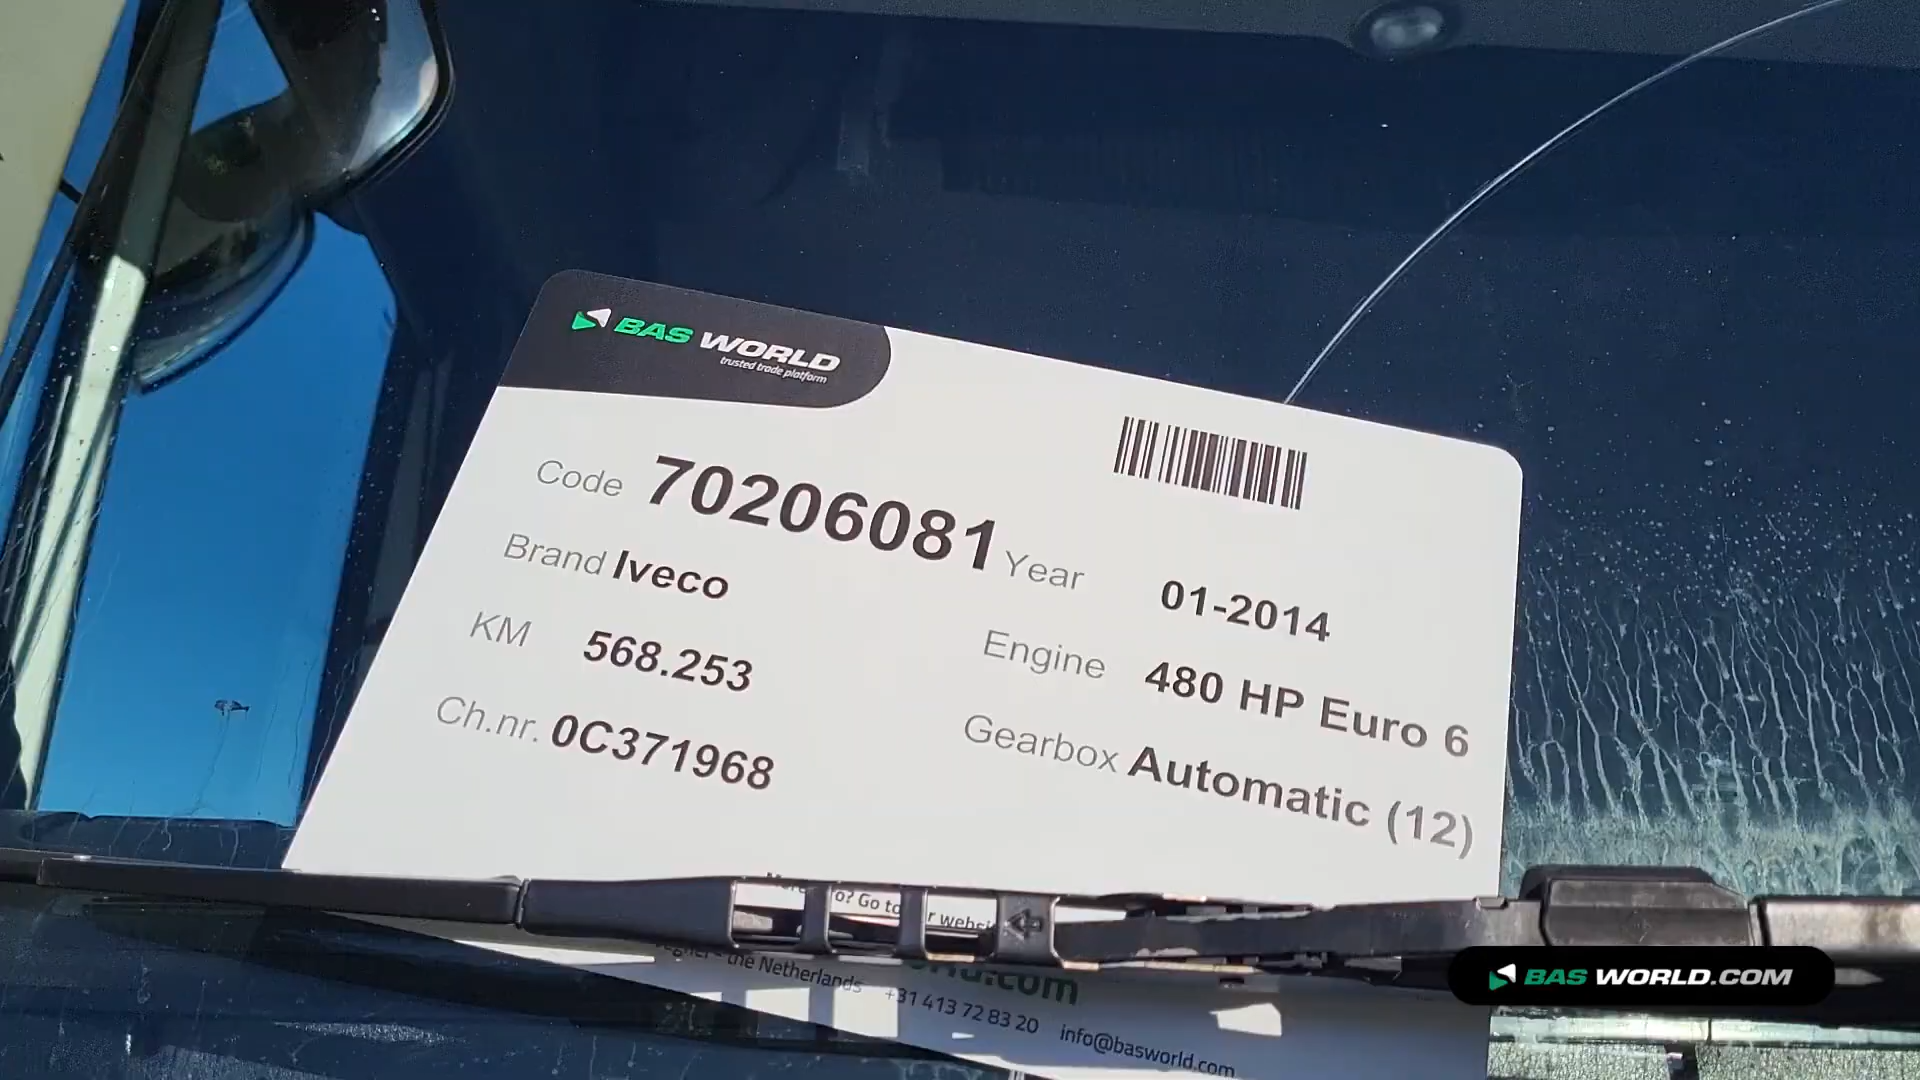 BAS WORLD
trusted trade platform
Code 70206081
Year 01-2014
Brand Iveco
Engine 480 HP Euro 6
KM 568.253
Gearbox Automatic (12)
Ch.nr. 0C371968
Go to
the Netherlands +31 413 72 83 20 info@basworld.com
BAS WORLD.COM